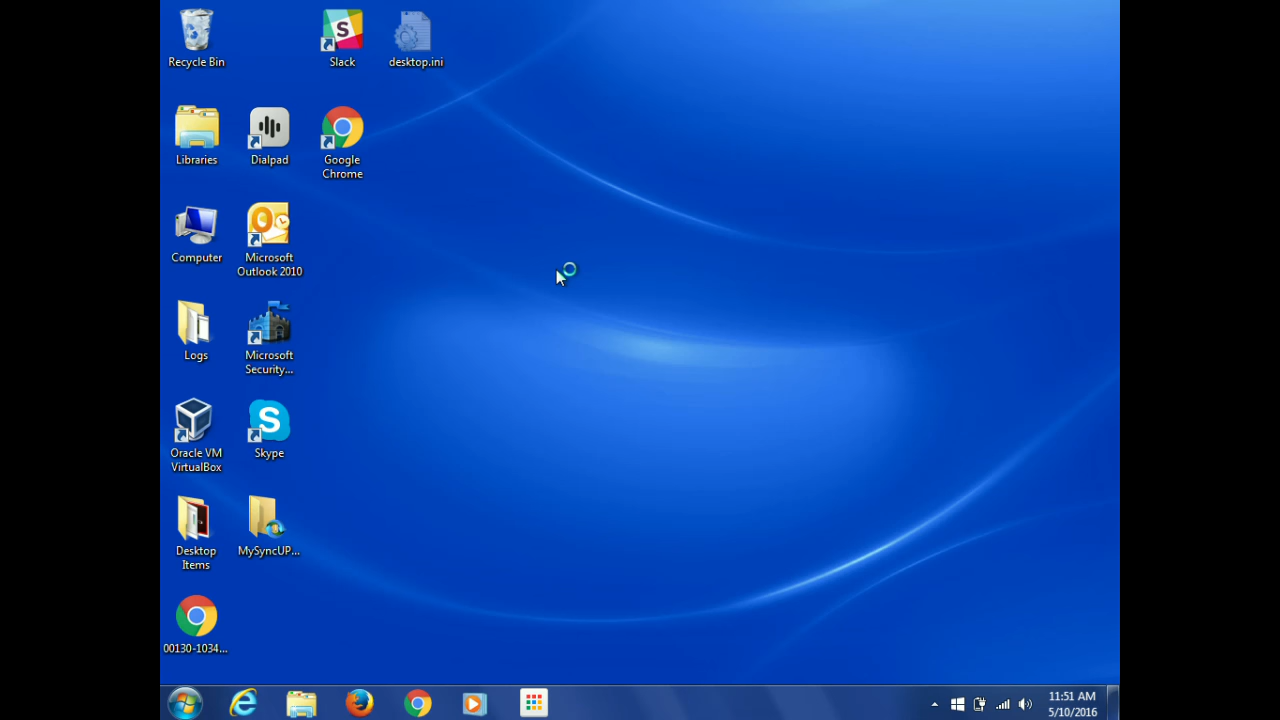 Recycle Bin
Slack
desktop.ini
Libraries
Dialpad
Google
Chrome
Computer
Microsoft
Outlook 2010
Logs
Microsoft
Security...
Oracle VM
VirtualBox
Skype
Desktop
Items
MySyncUP...
00130-1034...
11:51 AM
5/10/2016